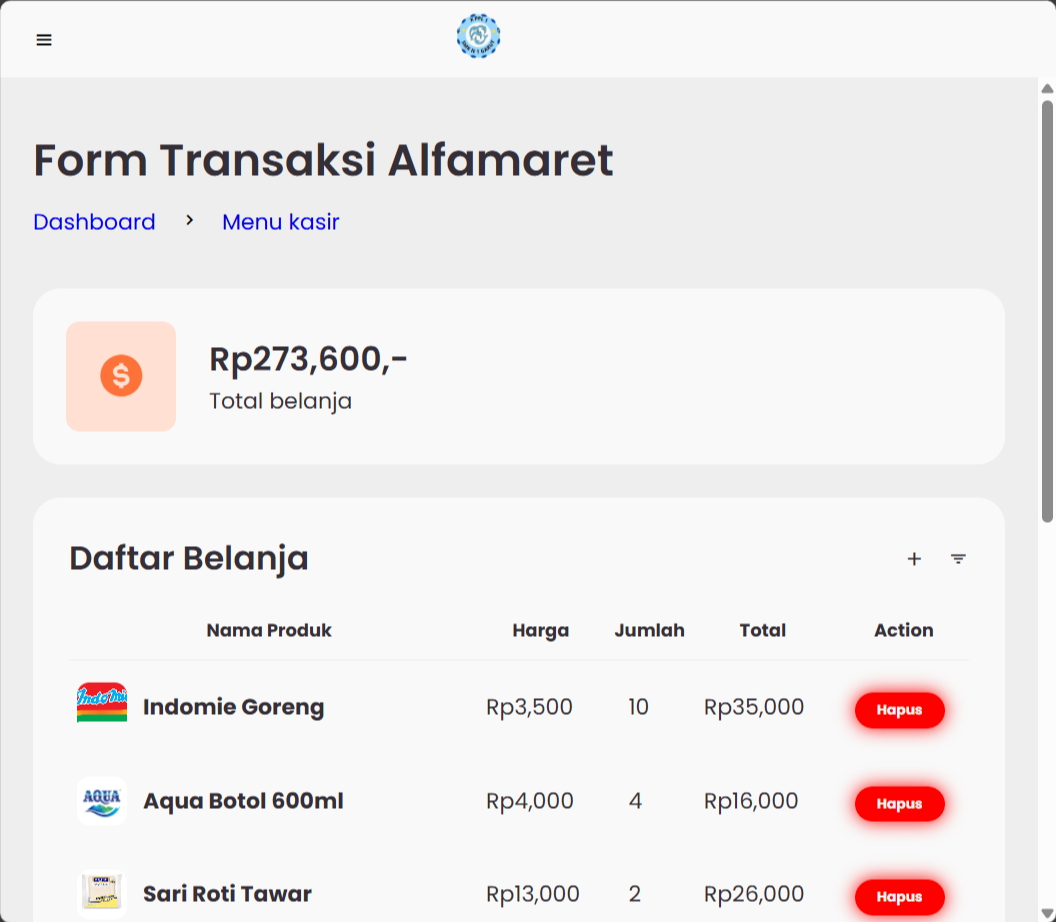 Form Transaksi Alfamaret
Dashboard > Menu kasir
Rp273,600,-
Total belanja
Daftar Belanja
Nama Produk Harga Jumlah Total Action
Indomie Goreng Rp3,500 10 Rp35,000 Hapus
AQUA Aqua Botol 600ml Rp4,000 4 Rp16,000 Hapus
Sari Roti Tawar Rp13,000 2 Rp26,000 Hapus